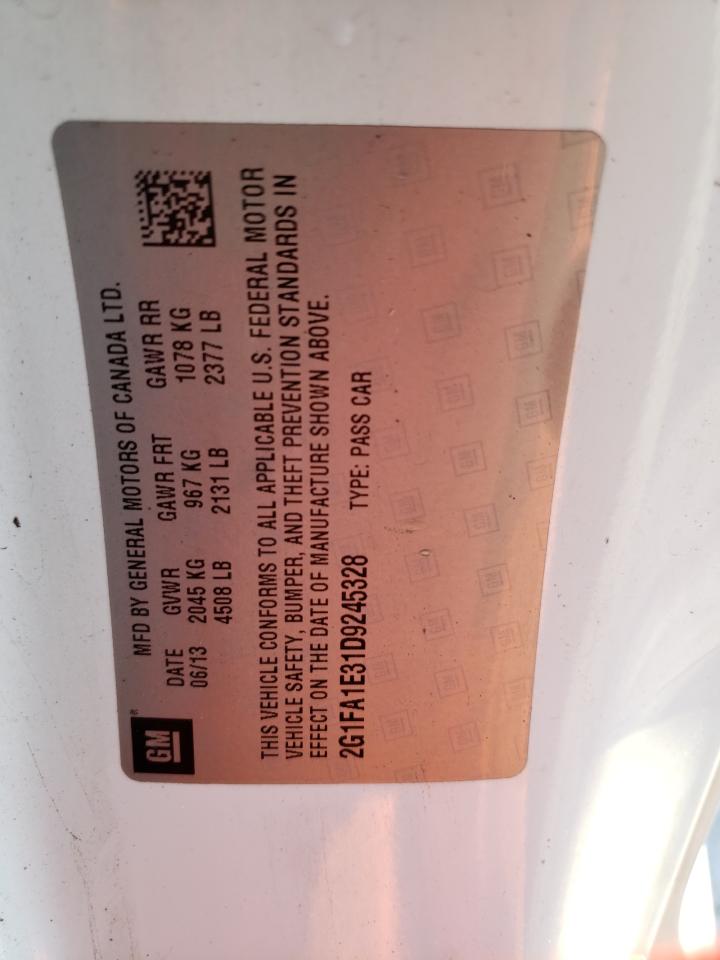 GM®
MFD BY GENERAL MOTORS OF CANADA LTD.
DATE GVWR GAWR FRT GAWR RR
06/13 2045 KG 967 KG 1078 KG
4508 LB 2131 LB 2377 LB
THIS VEHICLE CONFORMS TO ALL APPLICABLE U.S. FEDERAL MOTOR
VEHICLE SAFETY, BUMPER, AND THEFT PREVENTION STANDARDS IN
EFFECT ON THE DATE OF MANUFACTURE SHOWN ABOVE.
2G1FA1E31D9245328 TYPE: PASS CAR